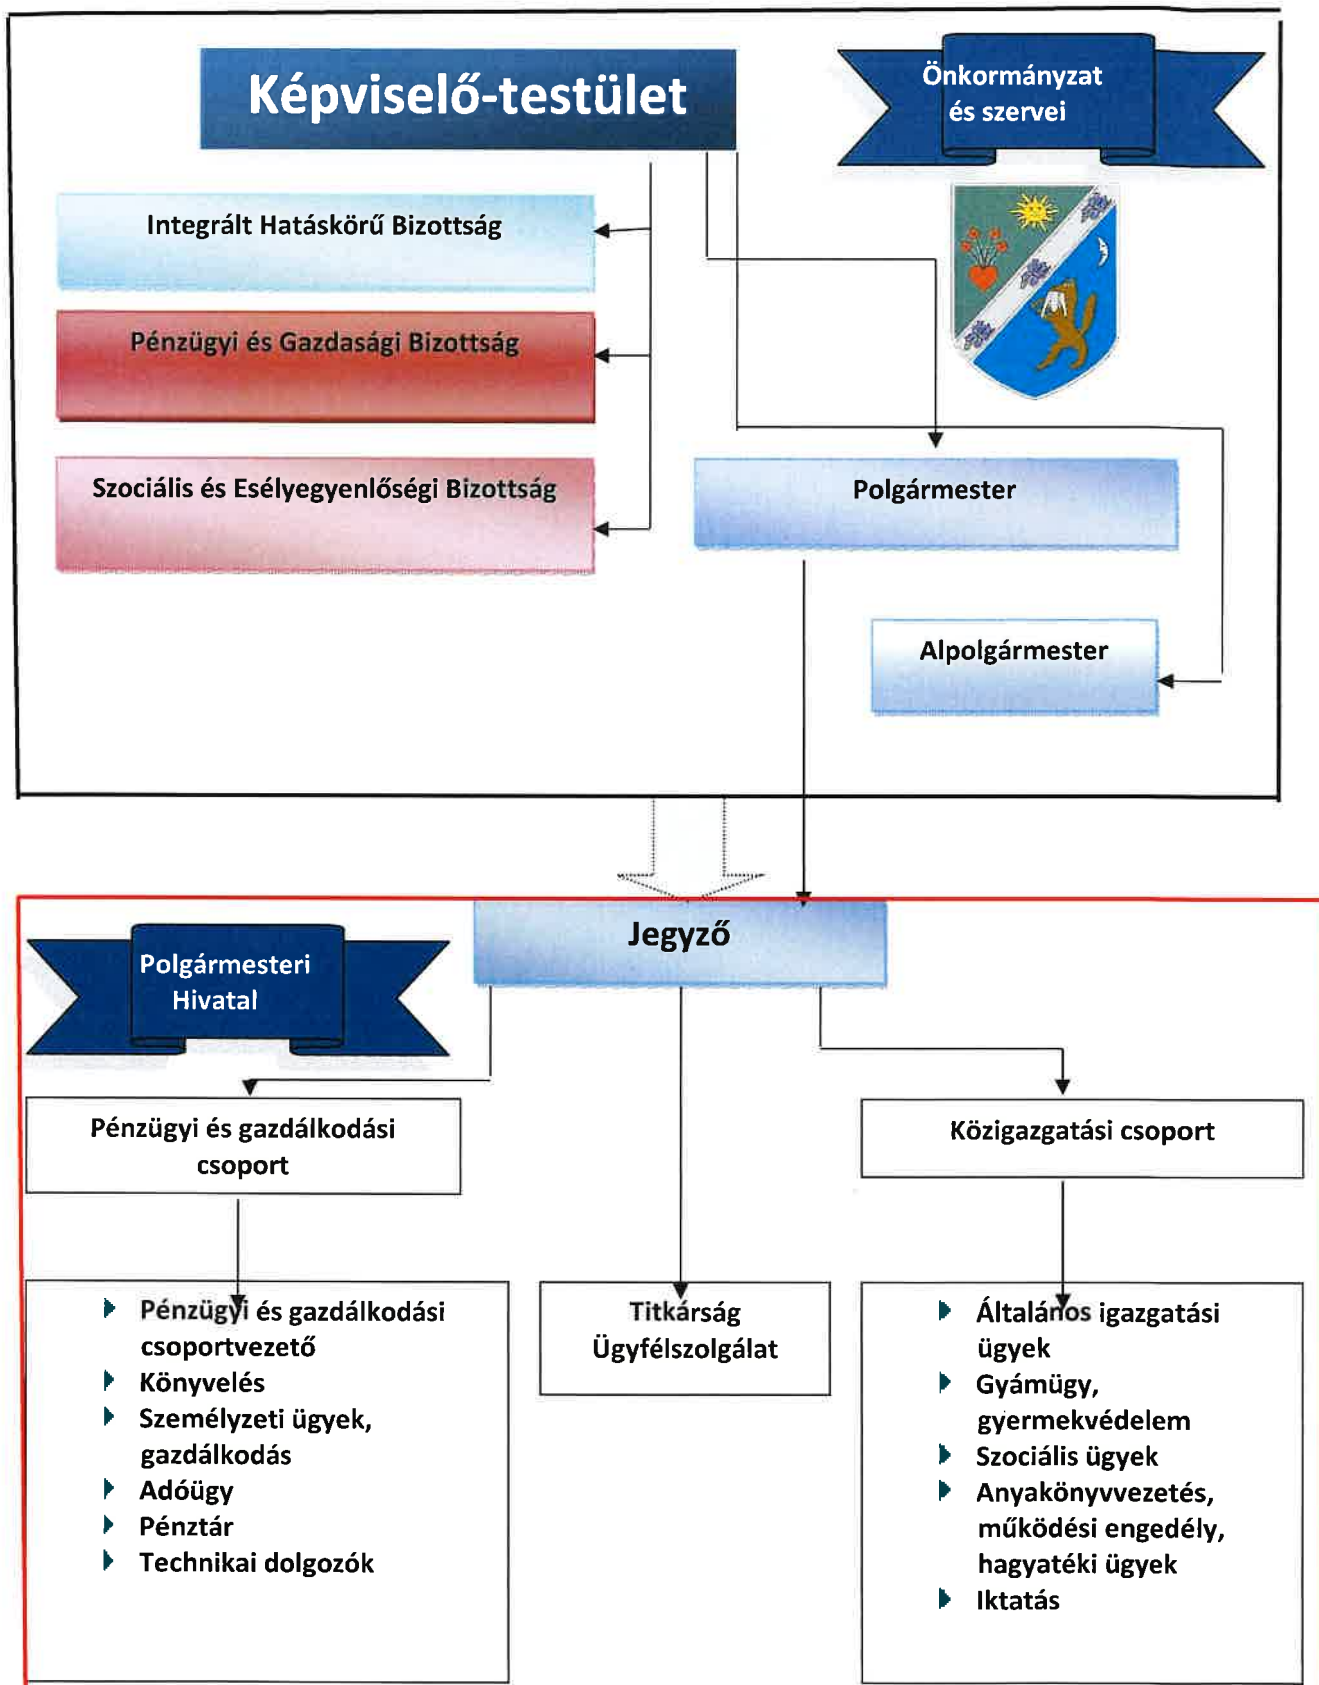 Képviselő-testület
Önkormányzat
és szervei
Integrált Hatáskörű Bizottság
Pénzügyi és Gazdasági Bizottság
Szociális és Esélyegyenlőségi Bizottság
Polgármester
Alpolgármester
Jegyző
Polgármesteri
Hivatal
Pénzügyi és gazdálkodási
csoport
Közigazgatási csoport
Pénzügyi és gazdálkodási
csoportvezető
Könyvelés
Személyzeti ügyek,
gazdálkodás
Adóügy
Pénztár
Technikai dolgozók
Titkárság
Ügyfélszolgálat
Általános igazgatási
ügyek
Gyámügy,
gyermekvédelem
Szociális ügyek
Anyakönyvvezetés,
működési engedély,
hagyatéki ügyek
Iktatás